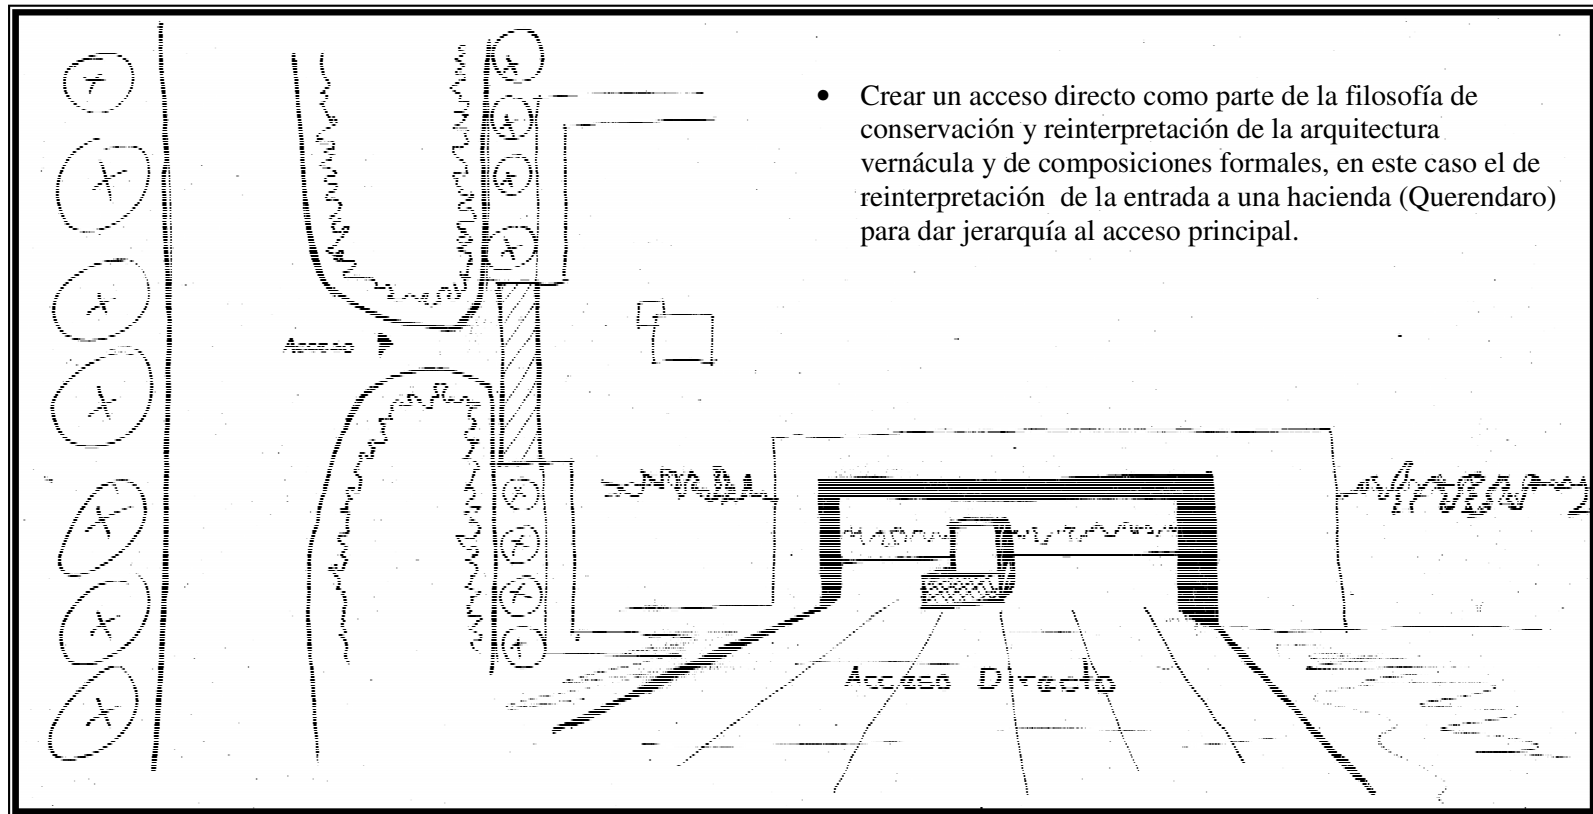 • Crear un acceso directo como parte de la filosofía de
conservación y reinterpretación de la arquitectura
vernácula y de composiciones formales, en este caso el de
reinterpretación de la entrada a una hacienda (Querendaro)
para dar jerarquía al acceso principal.
Acceso
Acceso Directo